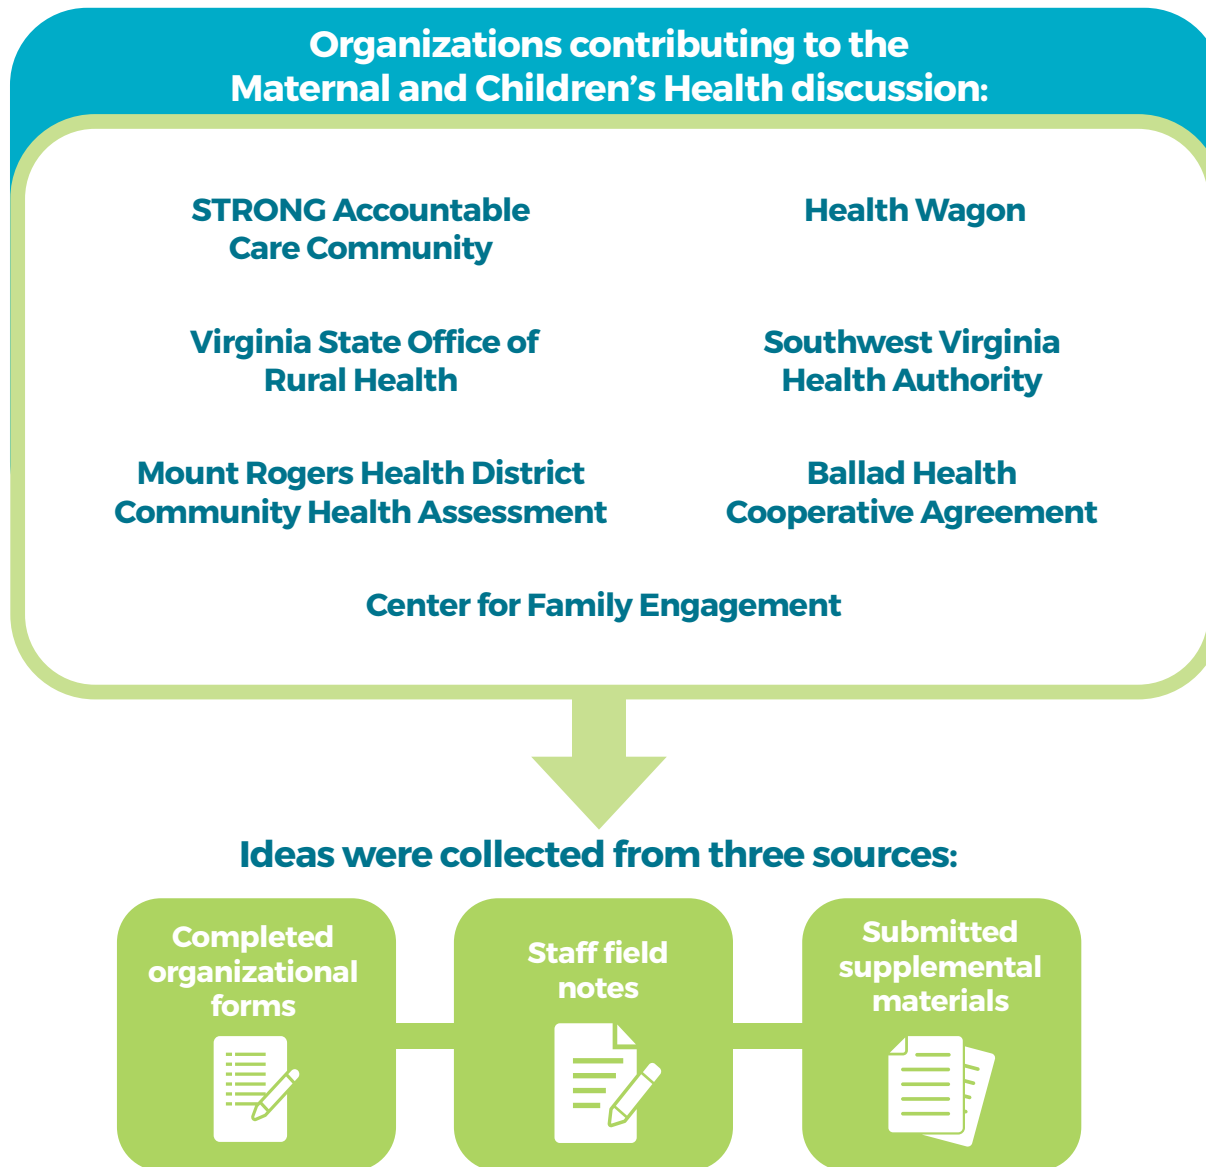 Organizations contributing to the
Maternal and Children's Health discussion:
STRONG Accountable
Care Community
Health Wagon
Virginia State Office of
Rural Health
Southwest Virginia
Health Authority
Mount Rogers Health District
Community Health Assessment
Ballad Health
Cooperative Agreement
Center for Family Engagement
Ideas were collected from three sources:
Completed
organizational
forms
Staff field
notes
Submitted
supplemental
materials